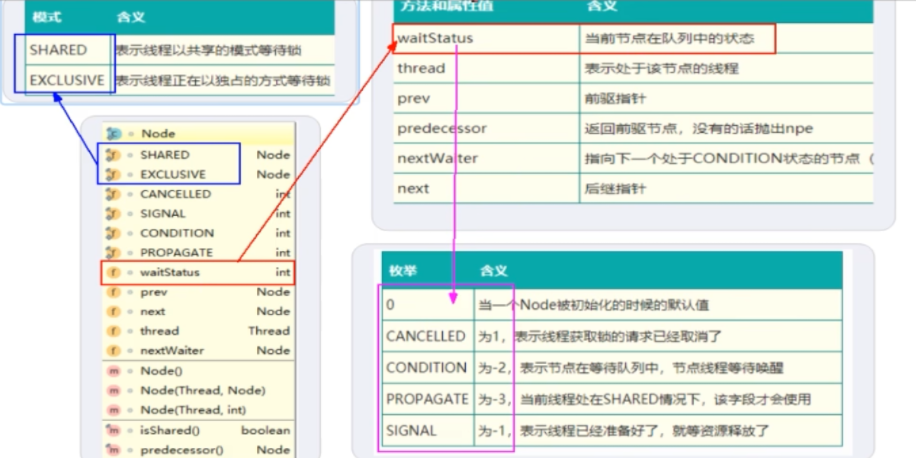 模式 含义
SHARED 表示线程以共享的模式等待锁
EXCLUSIVE 表示线程正在以独占的方式等待锁
Node
SHARED Node
EXCLUSIVE Node
CANCELLED int
SIGNAL int
CONDITION int
PROPAGATE int
waitStatus int
prev Node
next Node
thread Thread
nextWaiter Node
Node()
Node(Thread, Node)
Node(Thread, int)
isShared() boolean
predecessor() Node
方法和属性值 含义
waitStatus 当前节点在队列中的状态
thread 表示处于该节点的线程
prev 前驱指针
predecessor 返回前驱节点，没有的话抛出npe
nextWaiter 指向下一个处于CONDITION状态的节点（
next 后继指针
枚举 含义
0 当一个Node被初始化的时候的默认值
CANCELLED 为1，表示线程获取锁的请求已经取消了
CONDITION 为-2，表示节点在等待队列中，节点线程等待唤醒
PROPAGATE 为-3，当前线程处在SHARED情况下，该字段才会使用
SIGNAL 为-1，表示线程已经准备好了，就等资源释放了